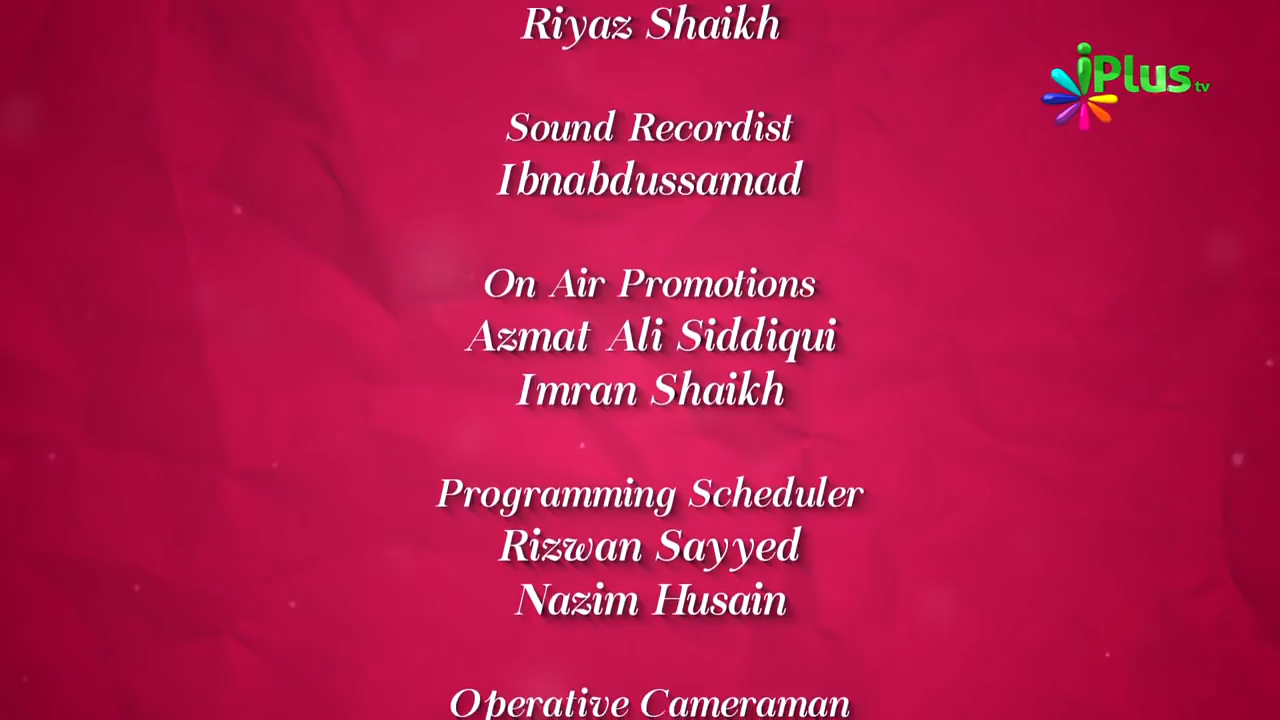 Riyaz Shaikh
iPlus tv
Sound Recordist
Ibnabdussamad
On Air Promotions
Azmat Ali Siddiqui
Imran Shaikh
Programming Scheduler
Rizwan Sayyed
Nazim Husain
Operative Cameraman